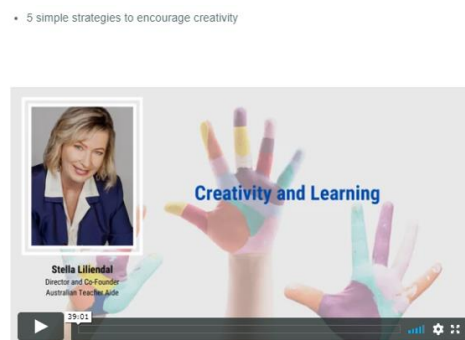 • 5 simple strategies to encourage creativity
Creativity and Learning
Stella Liliendal
Director and Co-Founder
Australian Teacher Aide
39:01